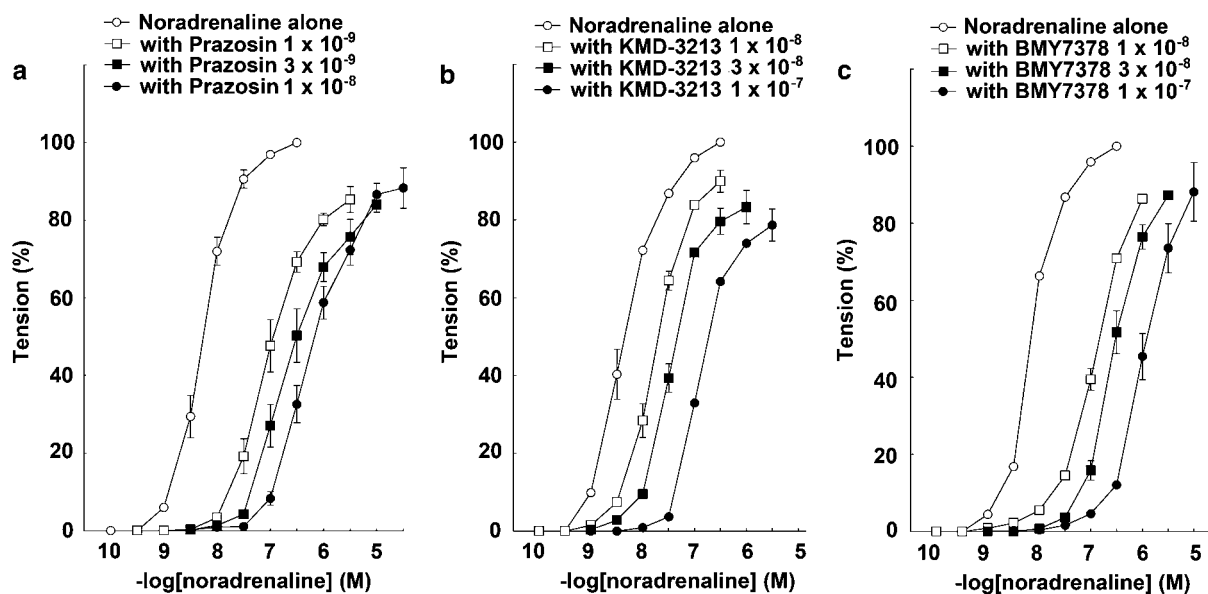 a
Noradrenaline alone
with Prazosin 1 x 10⁻⁹
with Prazosin 3 x 10⁻⁹
with Prazosin 1 x 10⁻⁸
Tension (%)
100
80
60
40
20
0
10 9 8 7 6 5
-log[noradrenaline] (M)
b
Noradrenaline alone
with KMD-3213 1 x 10⁻⁸
with KMD-3213 3 x 10⁻⁸
with KMD-3213 1 x 10⁻⁷
Tension (%)
100
80
60
40
20
0
10 9 8 7 6 5
-log[noradrenaline] (M)
c
Noradrenaline alone
with BMY7378 1 x 10⁻⁸
with BMY7378 3 x 10⁻⁸
with BMY7378 1 x 10⁻⁷
Tension (%)
100
80
60
40
20
0
10 9 8 7 6 5
-log[noradrenaline] (M)